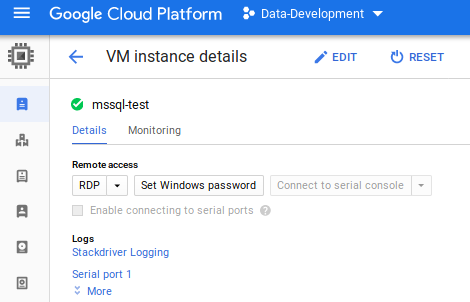 Google Cloud Platform Data-Development
VM instance details EDIT RESET
mssql-test
Details Monitoring
Remote access
RDP Set Windows password Connect to serial console
Enable connecting to serial ports ?
Logs
Stackdriver Logging
Serial port 1
More